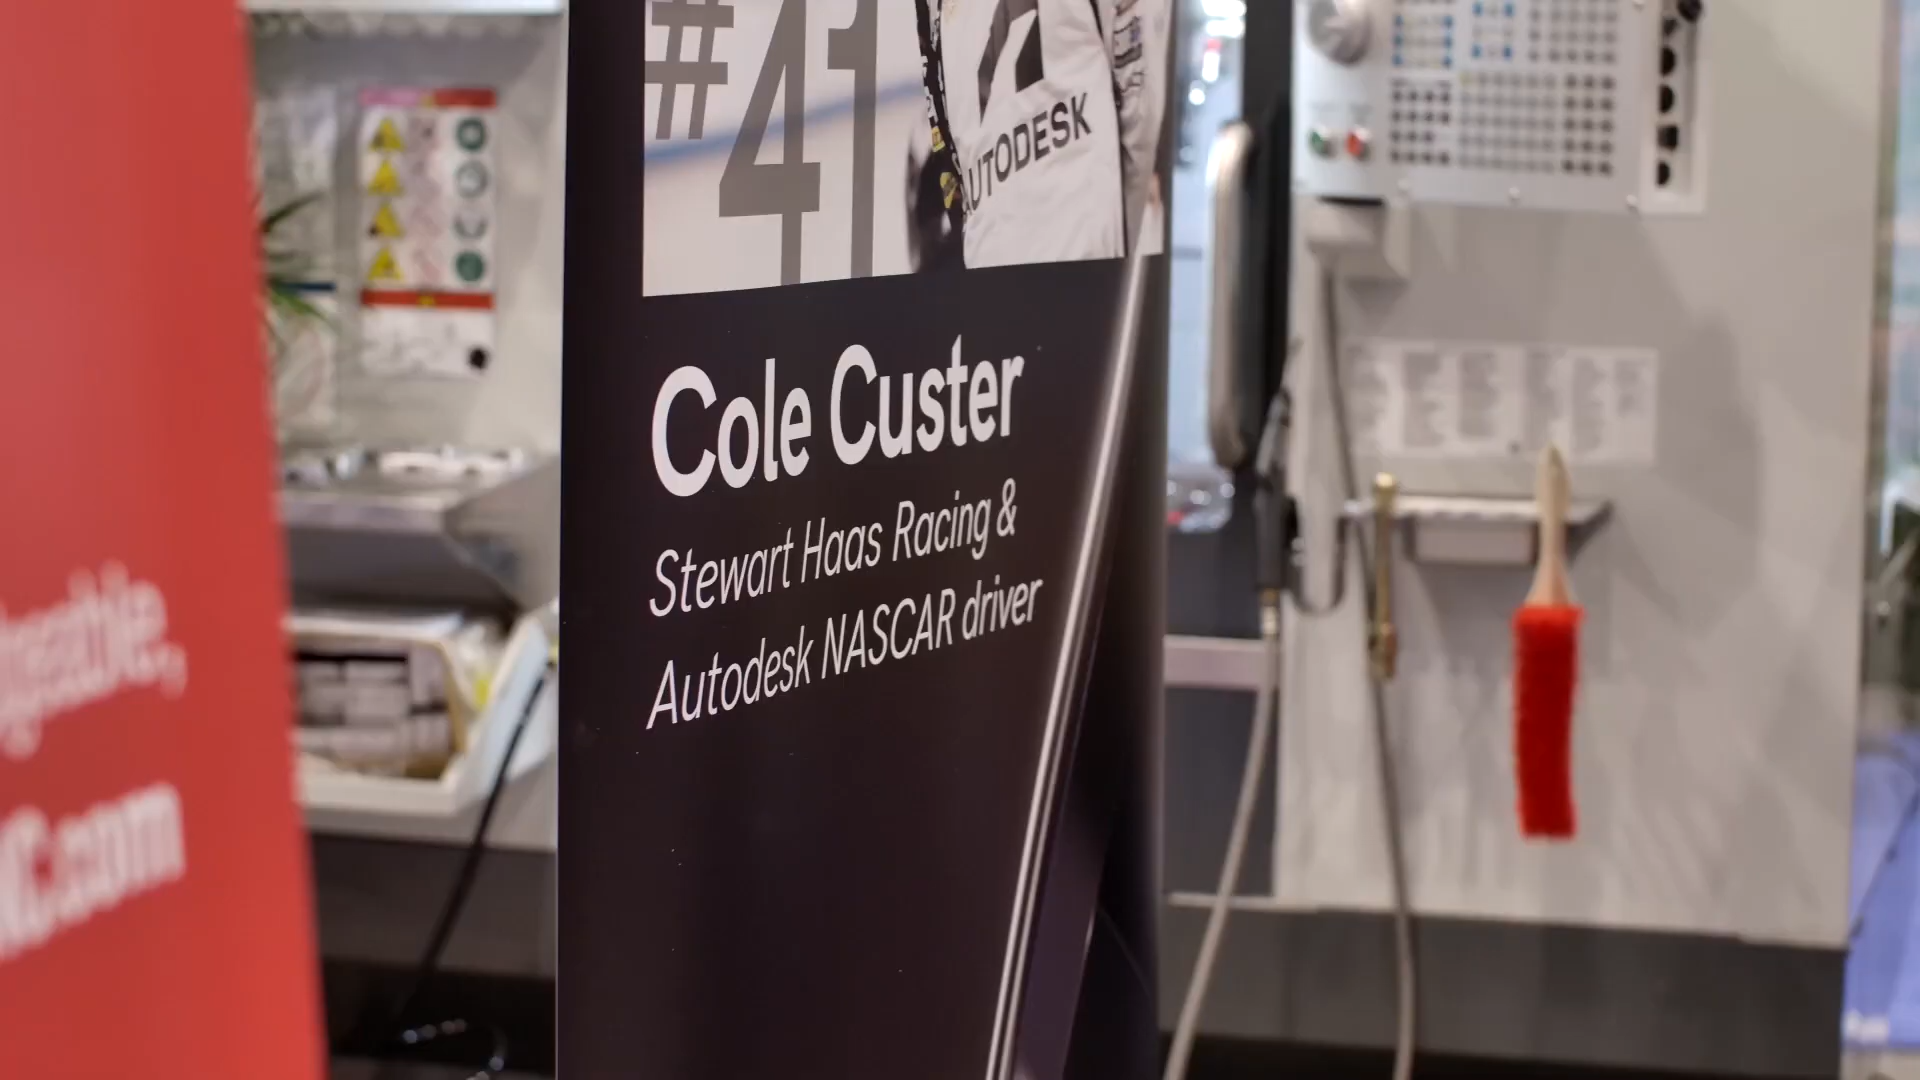 #41
AUTODESK
Cole Custer
Stewart Haas Racing &
Autodesk NASCAR driver